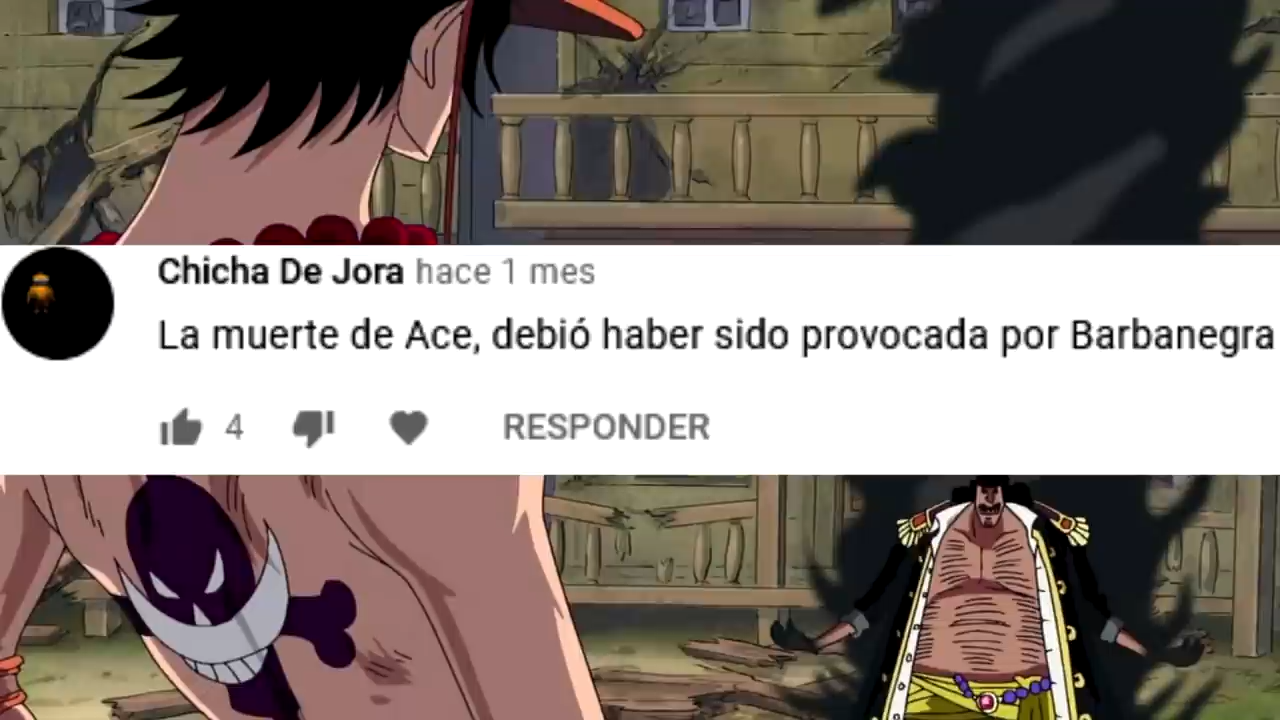 Chicha De Jora hace 1 mes
La muerte de Ace, debió haber sido provocada por Barbanegra
4 RESPONDER